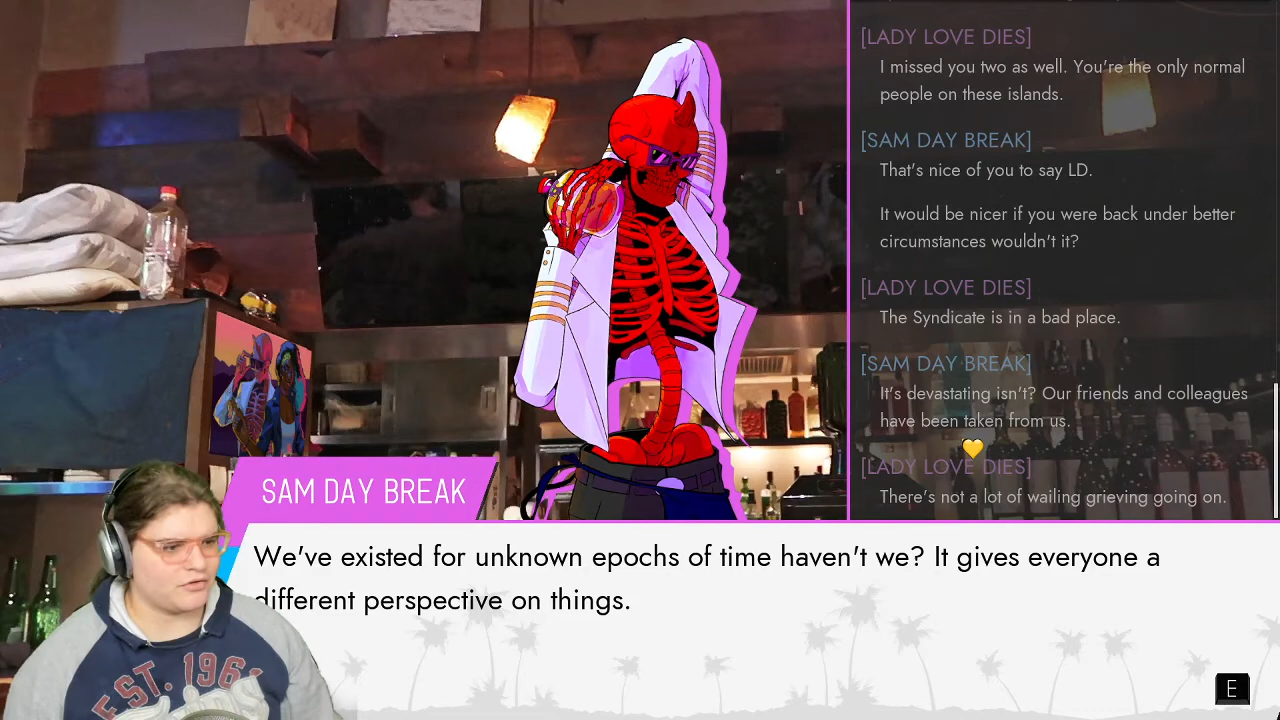 [LADY LOVE DIES]
I missed you two as well. You're the only normal
people on these islands.
[SAM DAY BREAK]
That's nice of you to say LD.
It would be nicer if you were back under better
circumstances wouldn't it?
[LADY LOVE DIES]
The Syndicate is in a bad place.
[SAM DAY BREAK]
It's devastating isn't? Our friends and colleagues
have been taken from us.
[LADY LOVE DIES]
There's not a lot of wailing grieving going on.
SAM DAY BREAK
We've existed for unknown epochs of time haven't we? It gives everyone a
different perspective on things.
EST. 196
E